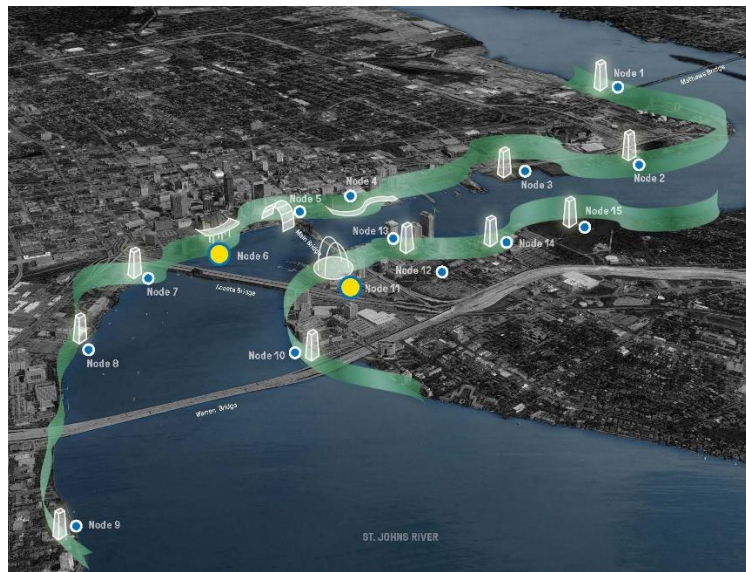 Node 1
Matthews Bridge
Node 2
Node 3
Node 4
Node 5
Node 15
Node 13
Main Bridge
Node 14
Node 6
Node 12
Node 7
Acosta Bridge
Node 11
Node 8
Node 10
Warren Bridge
Node 9
ST. JOHNS RIVER